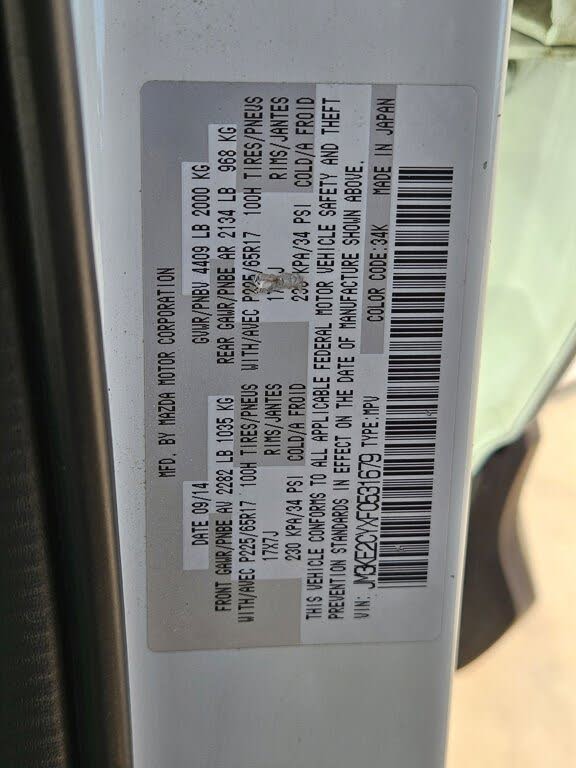 MFD. BY MAZDA MOTOR CORPORATION
DATE 09/14 GVWR/PNBV 4409 LB 2000 KG
FRONT GAWR/PNBE AV 2282 LB 1035 KG REAR GAWR/PNBE AR 2134 LB 968 KG
WITH/AVEC P225/65R17 100H TIRES/PNEUS WITH/AVEC P225/65R17 100H TIRES/PNEUS
17X7J RIMS/JANTES 17X7J RIMS/JANTES
230 KPA/34 PSI COLD/A FROID 230 KPA/34 PSI COLD/A FROID
THIS VEHICLE CONFORMS TO ALL APPLICABLE FEDERAL MOTOR VEHICLE SAFETY AND THEFT
PREVENTION STANDARDS IN EFFECT ON THE DATE OF MANUFACTURE SHOWN ABOVE.
VIN: JM3KE2CYXF0531679 TYPE:MPV COLOR CODE:34K MADE IN JAPAN